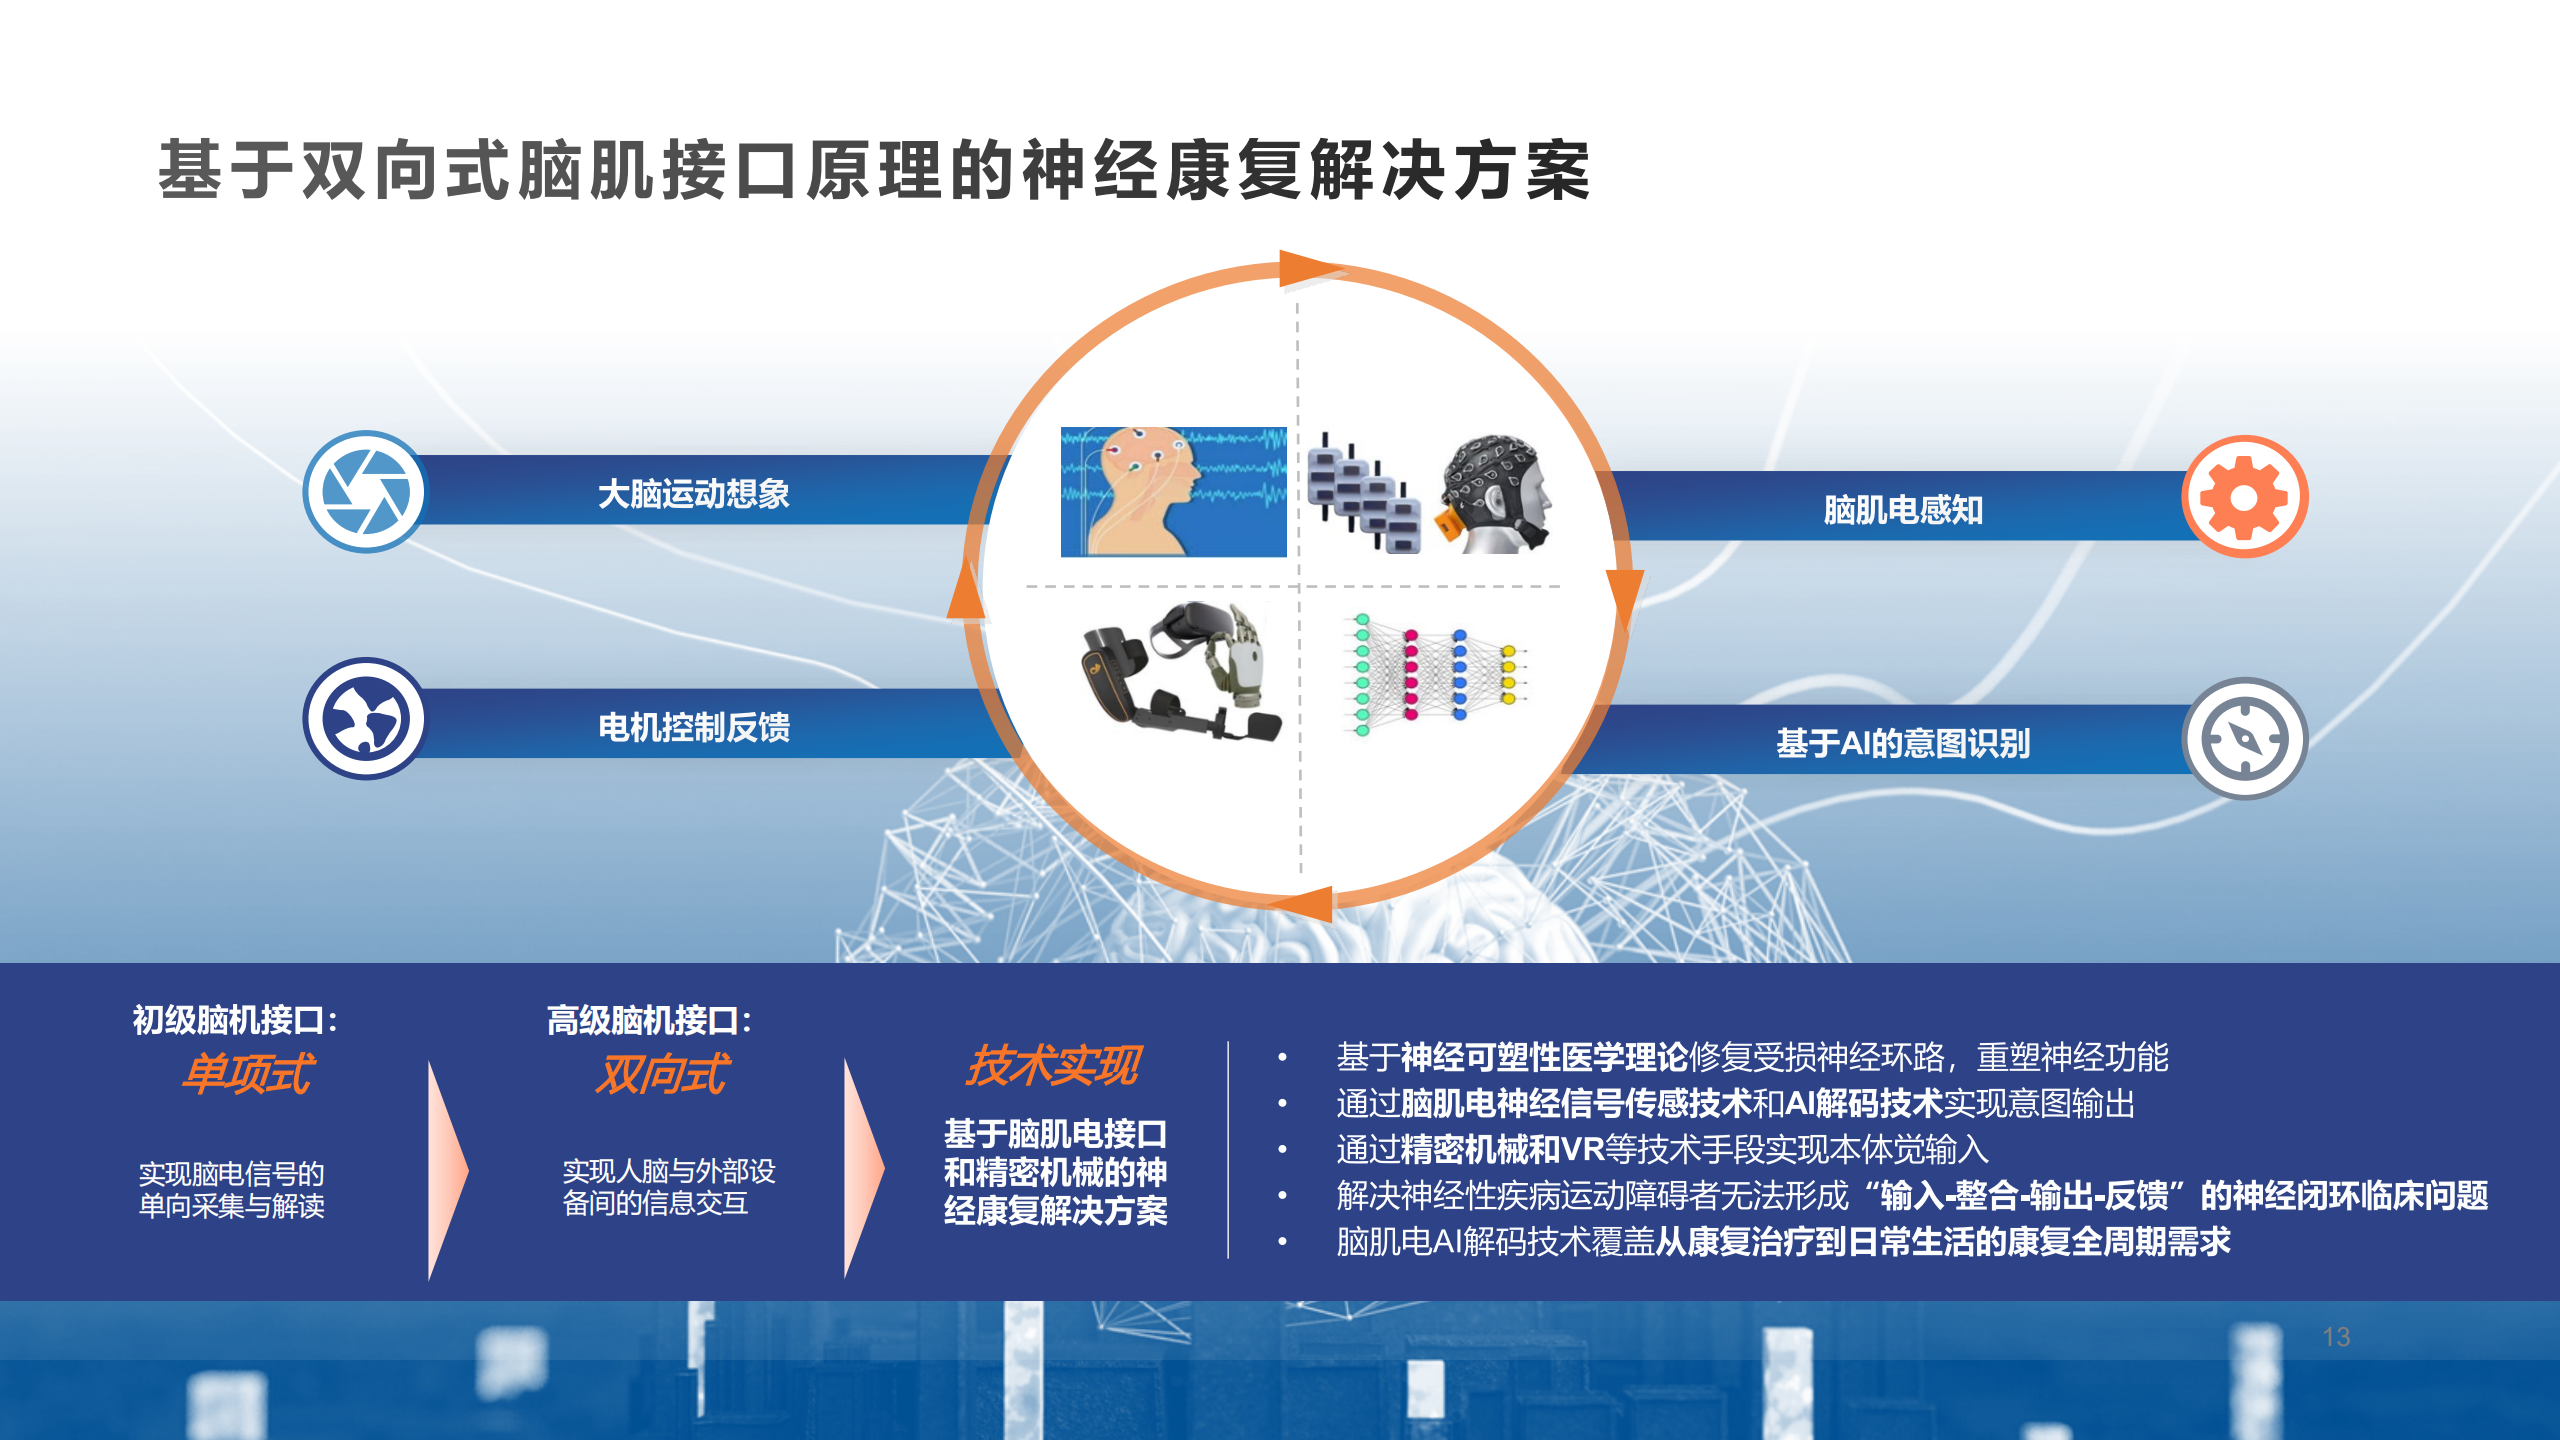 基于双向式脑肌接口原理的神经康复解决方案
大脑运动想象
脑肌电感知
电机控制反馈
基于AI的意图识别
初级脑机接口：
单项式
实现脑电信号的
单向采集与解读
高级脑机接口：
双向式
实现人脑与外部设
备间的信息交互
技术实现
基于脑肌电接口
和精密机械的神
经康复解决方案
• 基于神经可塑性医学理论修复受损神经环路，重塑神经功能
• 通过脑肌电神经信号传感技术和AI解码技术实现意图输出
• 通过精密机械和VR等技术手段实现本体觉输入
• 解决神经性疾病运动障碍者无法形成“输入-整合-输出-反馈”的神经闭环临床问题
• 脑肌电AI解码技术覆盖从康复治疗到日常生活的康复全周期需求
13